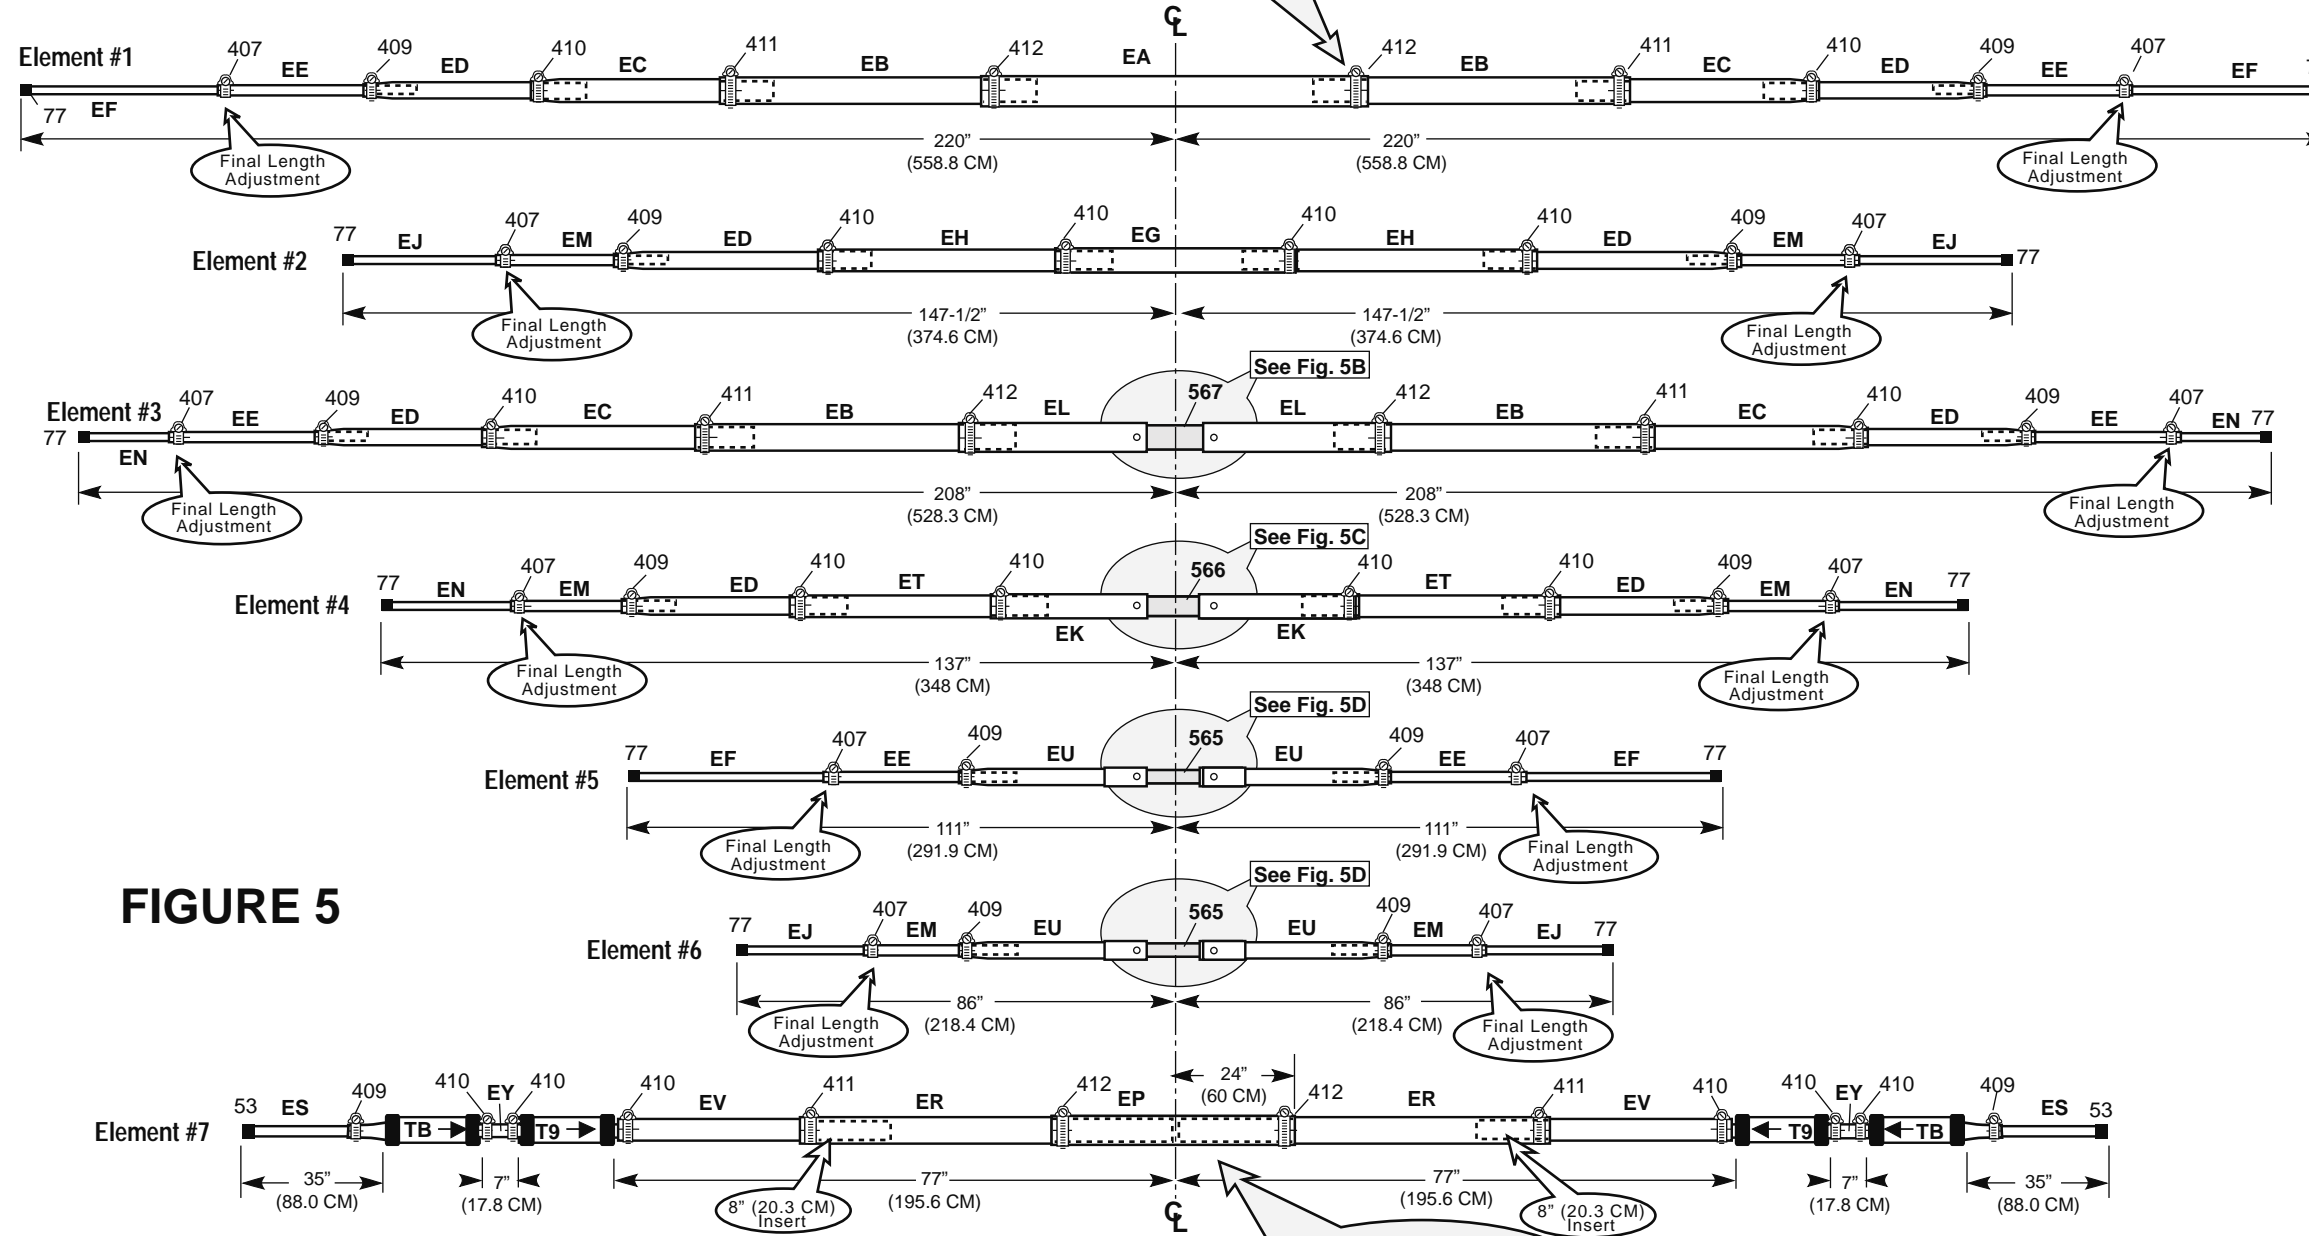 C L
Element #1
407 EE 409 ED 410 EC 411 EB 412 EA 412 EB 411 EC 410 ED 409 EE 407 EF
77 EF
220” 220”
(558.8 CM) (558.8 CM)
Final Length
Adjustment
Final Length
Adjustment
Element #2
77 EJ 407 EM 409 ED 410 EH 410 EG 410 EH 410 ED 409 EM 407 EJ 77
147-1/2” 147-1/2”
(374.6 CM) (374.6 CM)
Final Length
Adjustment
Final Length
Adjustment
See Fig. 5B
Element #3
77 EN 407 EE 409 ED 410 EC 411 EB 412 EL 567 EL 412 EB 411 EC 410 ED 409 EE 407 EN 77
208” 208”
(528.3 CM) (528.3 CM)
Final Length
Adjustment
Final Length
Adjustment
See Fig. 5C
Element #4
77 EN 407 EM 409 ED 410 ET 410 EK 566 EK 410 ET 410 ED 409 EM 407 EN 77
137” 137”
(348 CM) (348 CM)
Final Length
Adjustment
Final Length
Adjustment
See Fig. 5D
Element #5
77 EF 407 EE 409 EU 565 EU 409 EE 407 EF 77
111” 111”
(291.9 CM) (291.9 CM)
Final Length
Adjustment
Final Length
Adjustment
FIGURE 5
See Fig. 5D
Element #6
77 EJ 407 EM 409 EU 565 EU 409 EM 407 EJ 77
86” 86”
(218.4 CM) (218.4 CM)
Final Length
Adjustment
Final Length
Adjustment
24”
(60 CM)
Element #7
53 ES 409 TB 410 EY 410 T9 410 EV 411 ER 412 EP 412 ER 411 EV 410 T9 410 EY 410 TB 409 ES 53
35” 7” 77” 77” 7” 35”
(88.0 CM) (17.8 CM) (195.6 CM) (195.6 CM) (17.8 CM) (88.0 CM)
8” (20.3 CM)
Insert
8” (20.3 CM)
Insert
C L